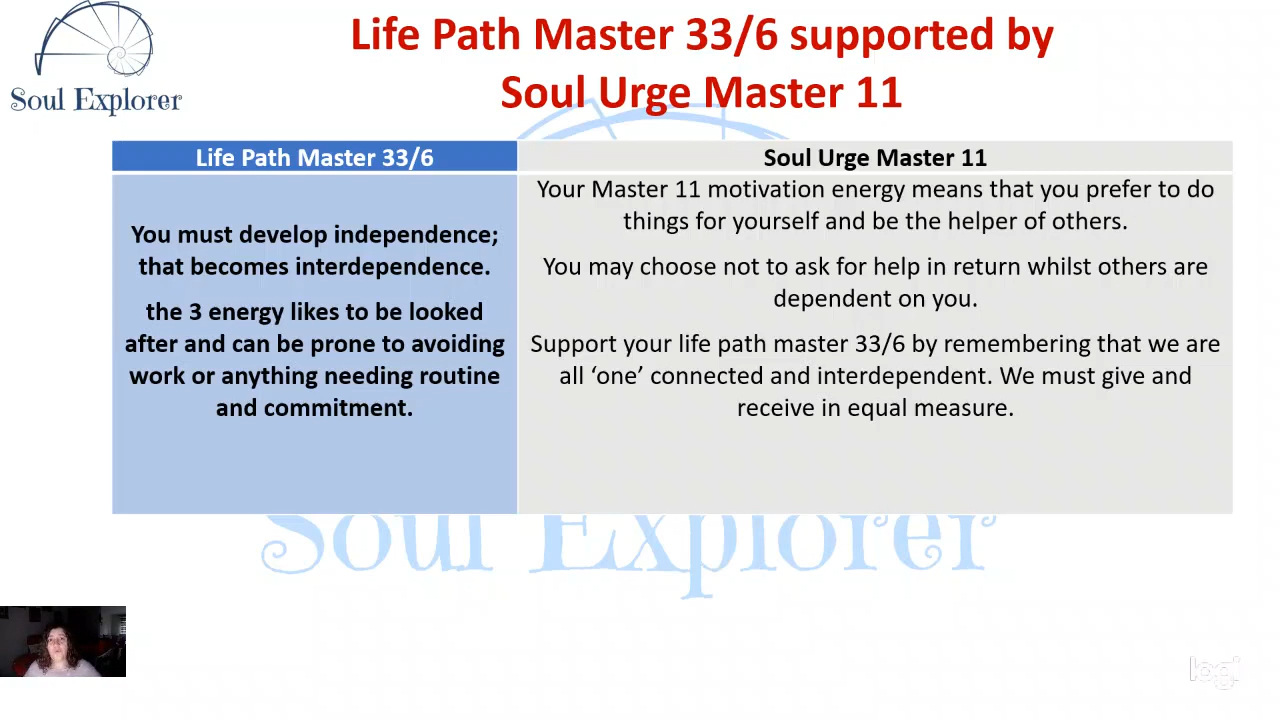 Life Path Master 33/6 supported by
Soul Urge Master 11
Soul Explorer
Life Path Master 33/6
Soul Urge Master 11
You must develop independence;
that becomes interdependence.
the 3 energy likes to be looked
after and can be prone to avoiding
work or anything needing routine
and commitment.
Your Master 11 motivation energy means that you prefer to do
things for yourself and be the helper of others.
You may choose not to ask for help in return whilst others are
dependent on you.
Support your life path master 33/6 by remembering that we are
all ‘one’ connected and interdependent. We must give and
receive in equal measure.
Soul Explorer